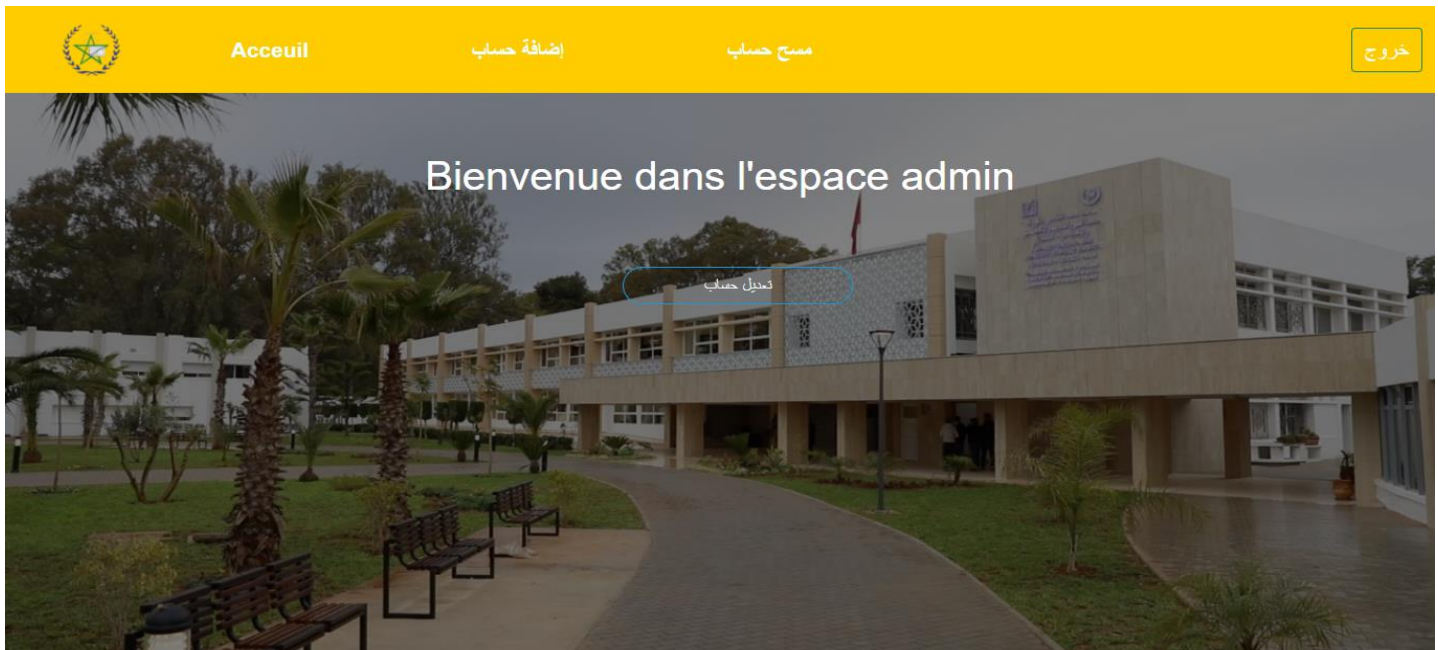 Acceuil
إضافة حساب
مسح حساب
خروج
Bienvenue dans l'espace admin
تعديل حساب